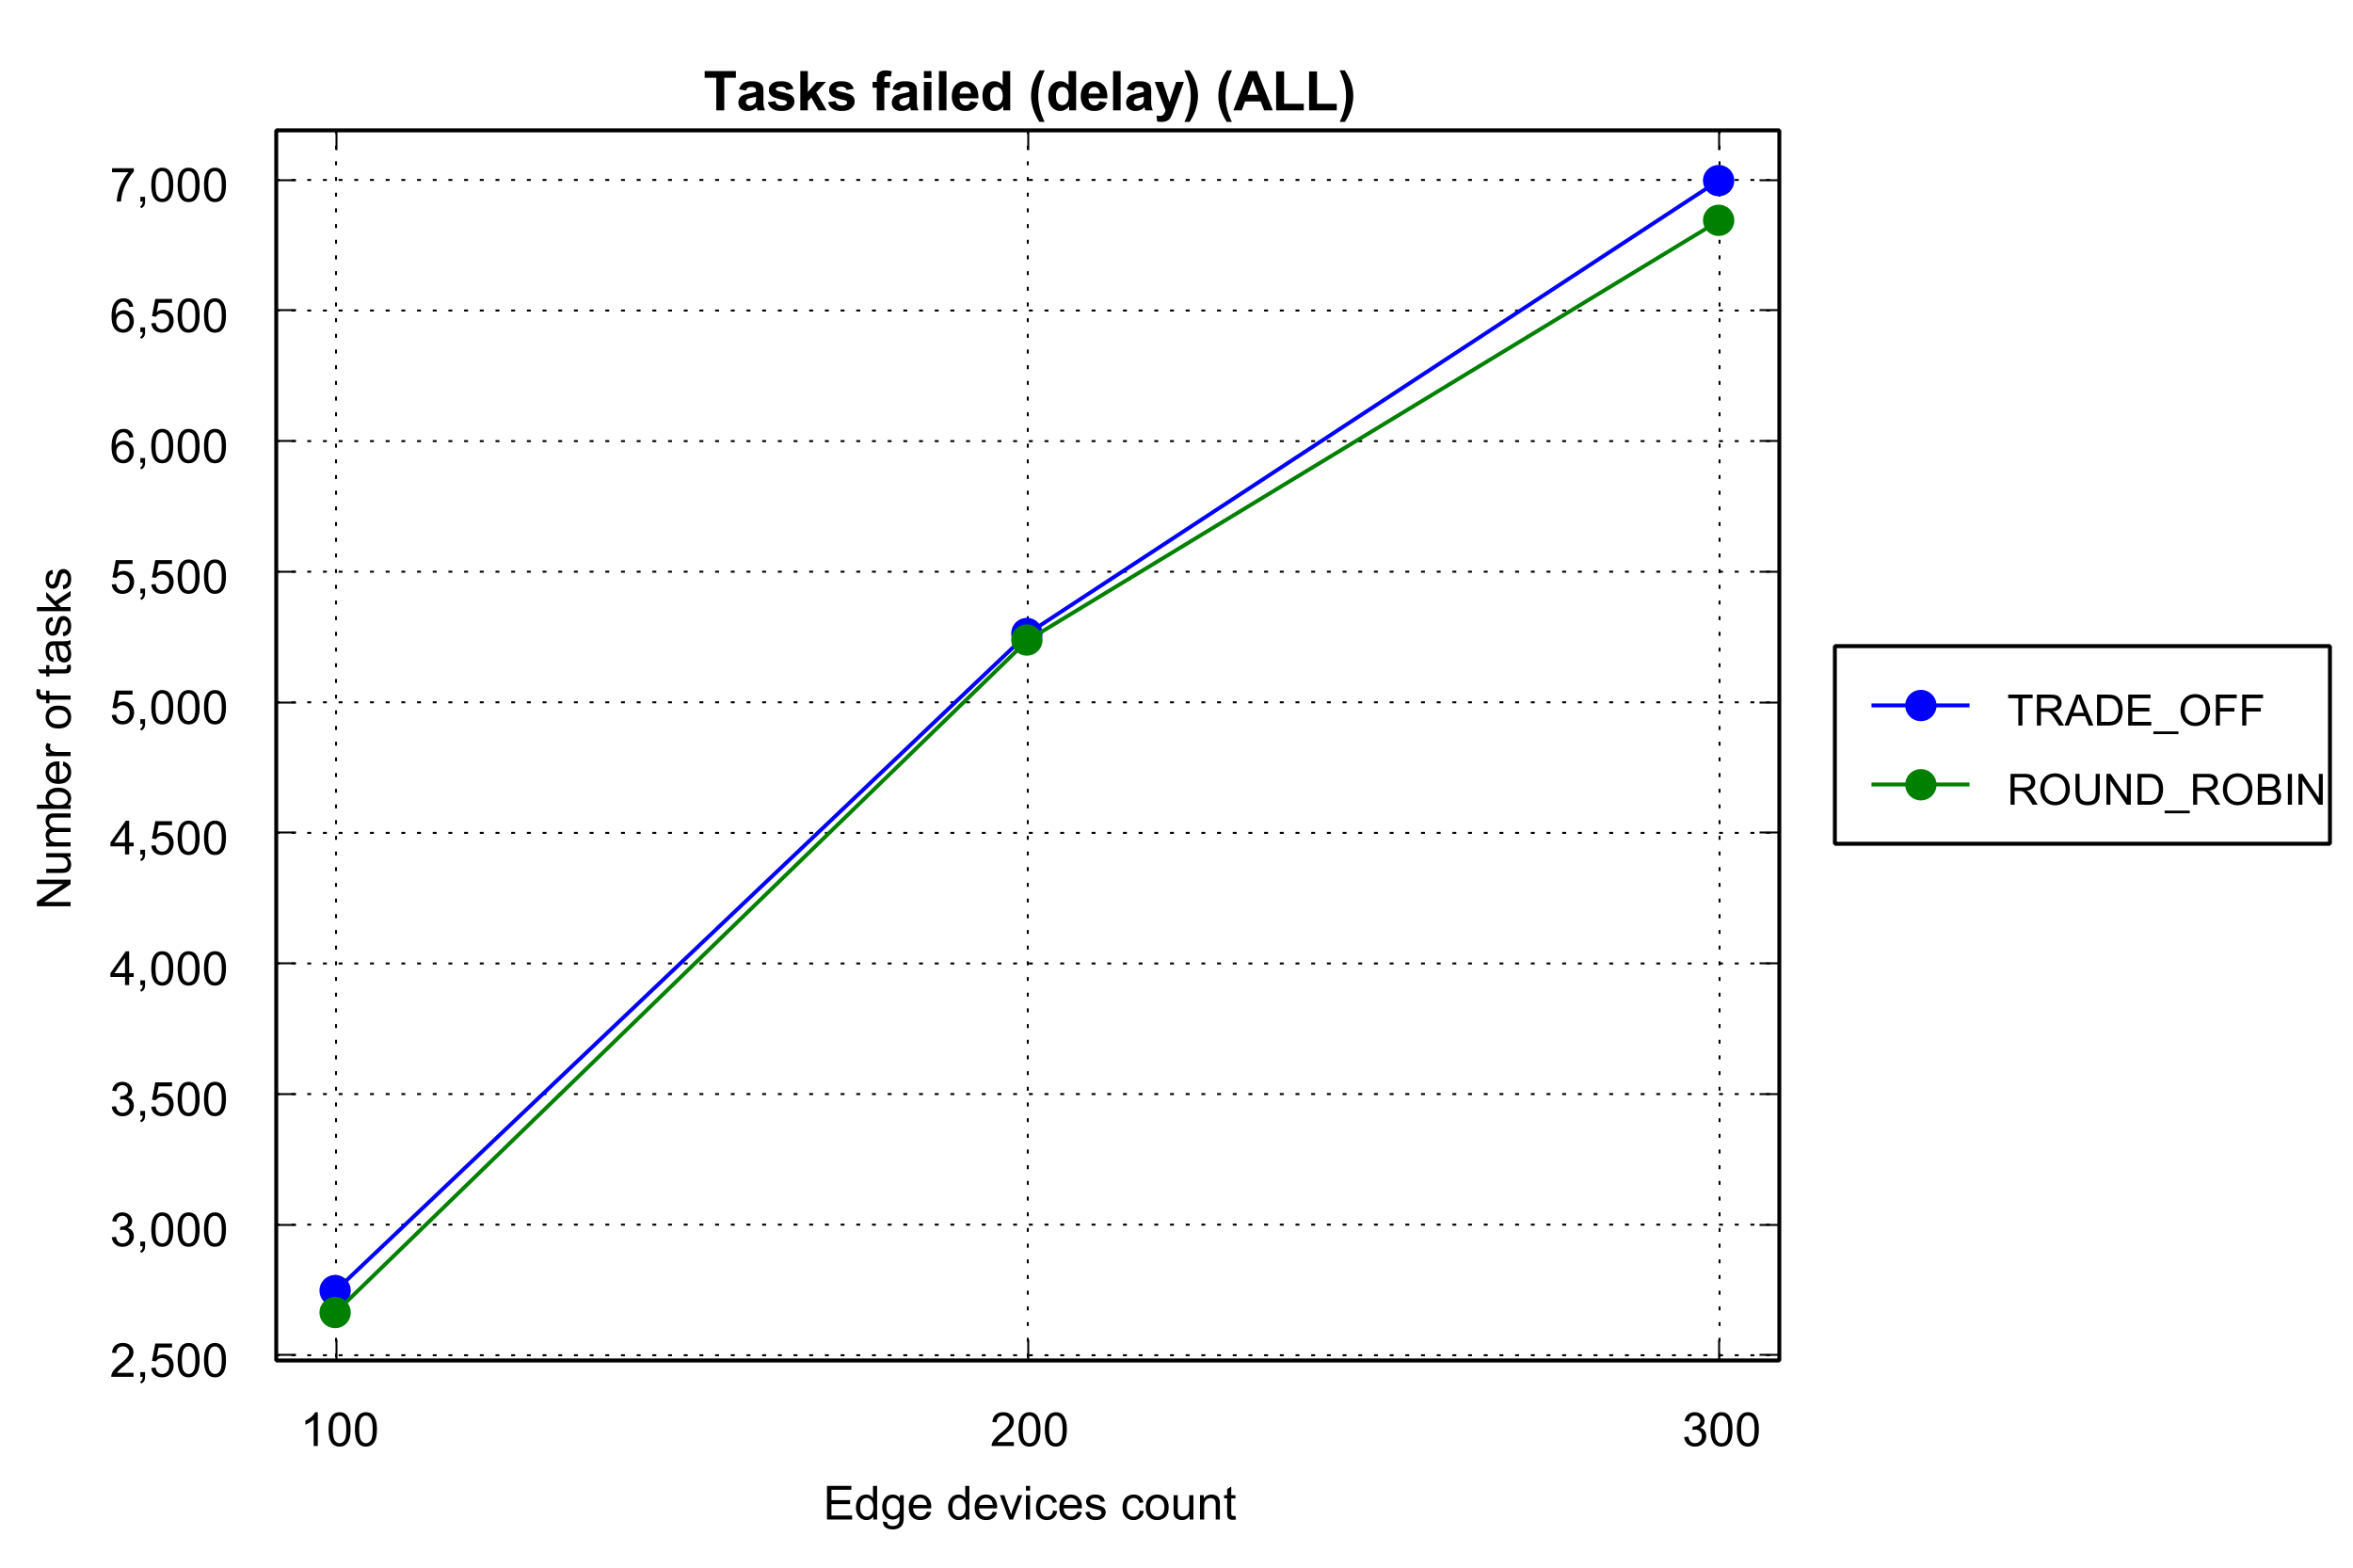 Tasks failed (delay) (ALL)
7,000
6,500
6,000
5,500
5,000
4,500
4,000
3,500
3,000
2,500
Number of tasks
100 200 300
Edge devices count
TRADE_OFF
ROUND_ROBIN